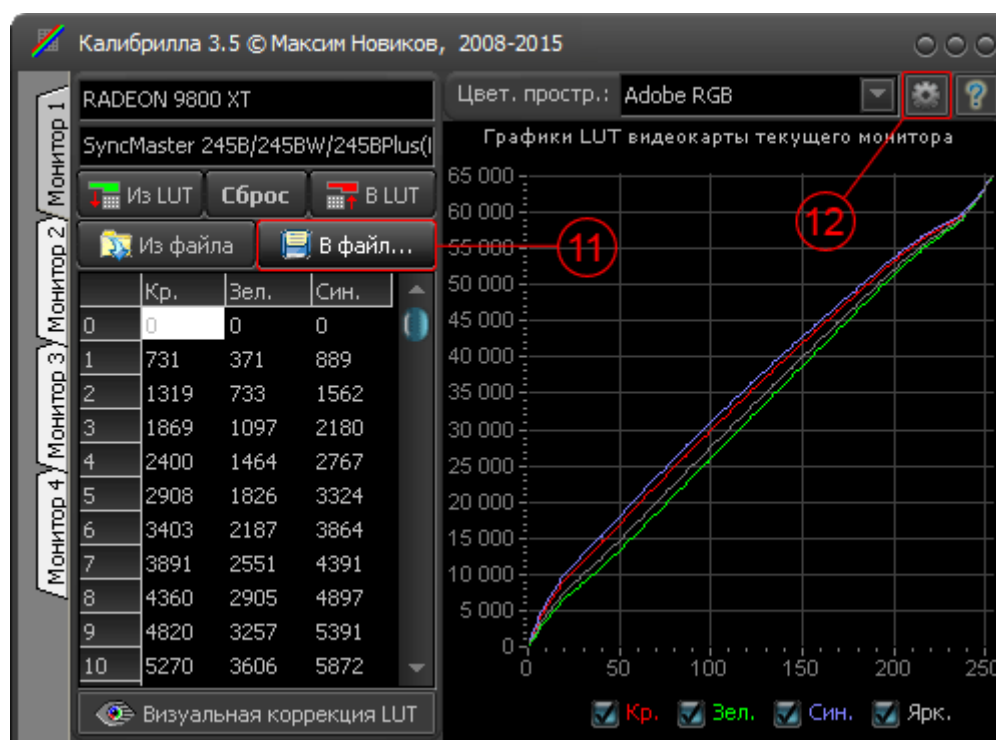 Калибрилла 3.5 © Максим Новиков, 2008-2015
Монитор 1
Монитор 2
Монитор 3
Монитор 4
RADEON 9800 XT
SyncMaster 245B/245BW/245BPlus(
Из LUT Сброс В LUT
Из файла В файл...
11
Кр. Зел. Син.
0 0 0 0
1 731 371 889
2 1319 733 1562
3 1869 1097 2180
4 2400 1464 2767
5 2908 1826 3324
6 3403 2187 3864
7 3891 2551 4391
8 4360 2905 4897
9 4820 3257 5391
10 5270 3606 5872
Визуальная коррекция LUT
Цвет. простр.: Adobe RGB ?
12
Графики LUT видеокарты текущего монитора
65 000
60 000
55 000
50 000
45 000
40 000
35 000
30 000
25 000
20 000
15 000
10 000
5 000
0
0 50 100 150 200 250
Кр. Зел. Син. Ярк.